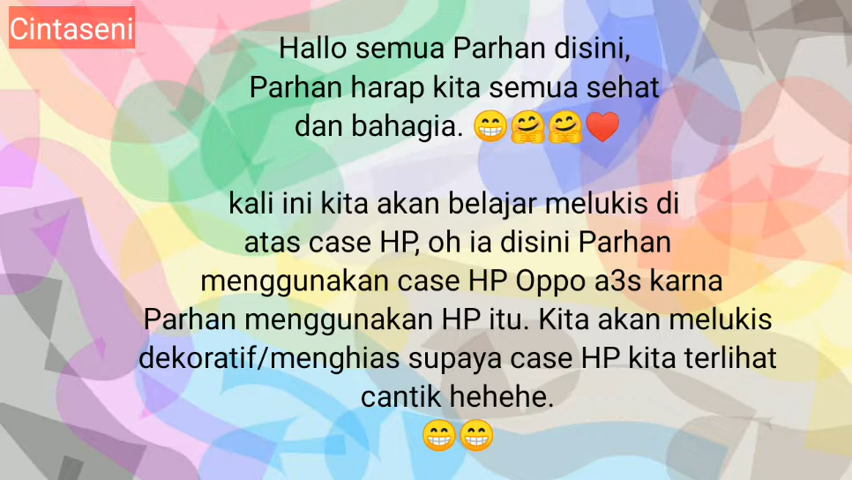 Cintaseni
Hallo semua Parhan disini,
Parhan harap kita semua sehat
dan bahagia. 😁🤗🤗♥️
kali ini kita akan belajar melukis di
atas case HP, oh ia disini Parhan
menggunakan case HP Oppo a3s karna
Parhan menggunakan HP itu. Kita akan melukis
dekoratif/menghias supaya case HP kita terlihat
cantik hehehe.
😁😁